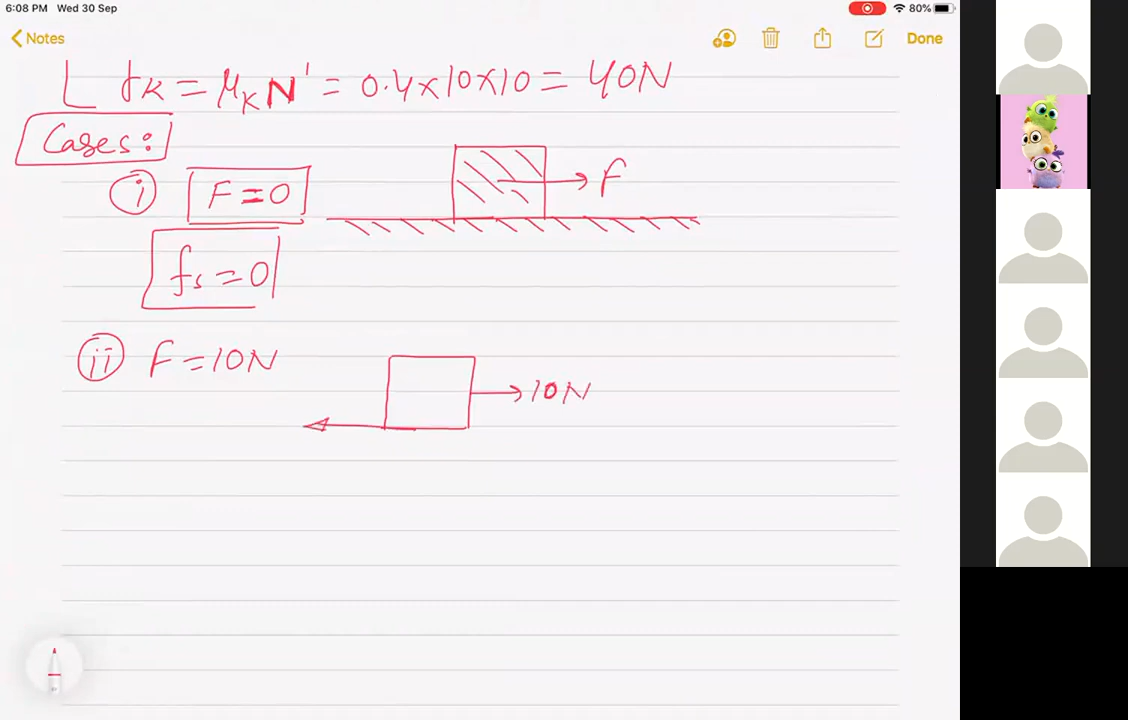 6:08 PM Wed 30 Sep 80%
Notes Done
fK = μK N' = 0.4×10×10 = 40N
Cases:
(i) F = 0
F
fs = 0
(ii) F = 10N
10N